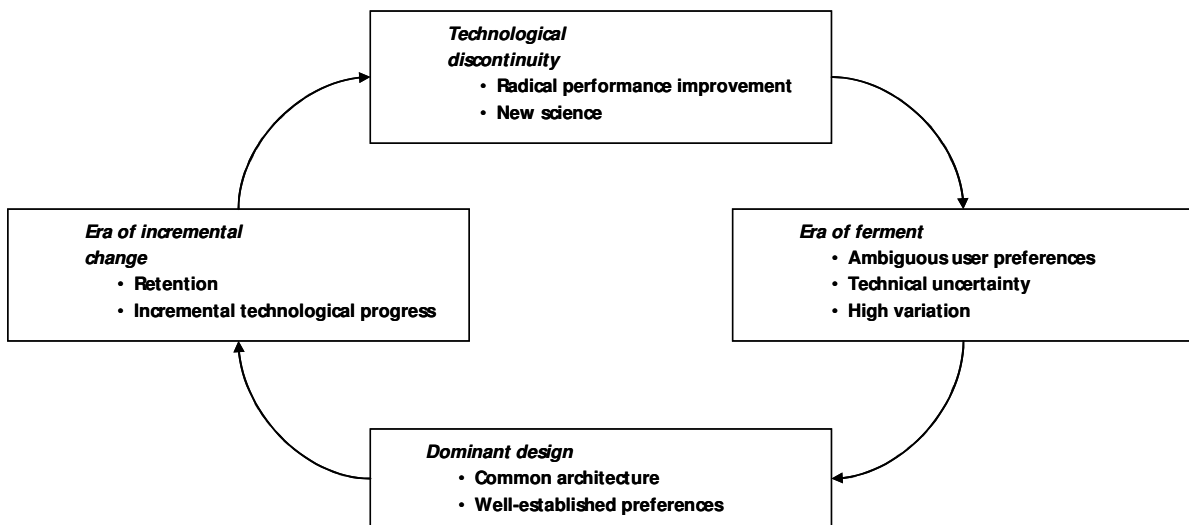 Technological
discontinuity
• Radical performance improvement
• New science
Era of incremental
change
• Retention
• Incremental technological progress
Era of ferment
• Ambiguous user preferences
• Technical uncertainty
• High variation
Dominant design
• Common architecture
• Well-established preferences